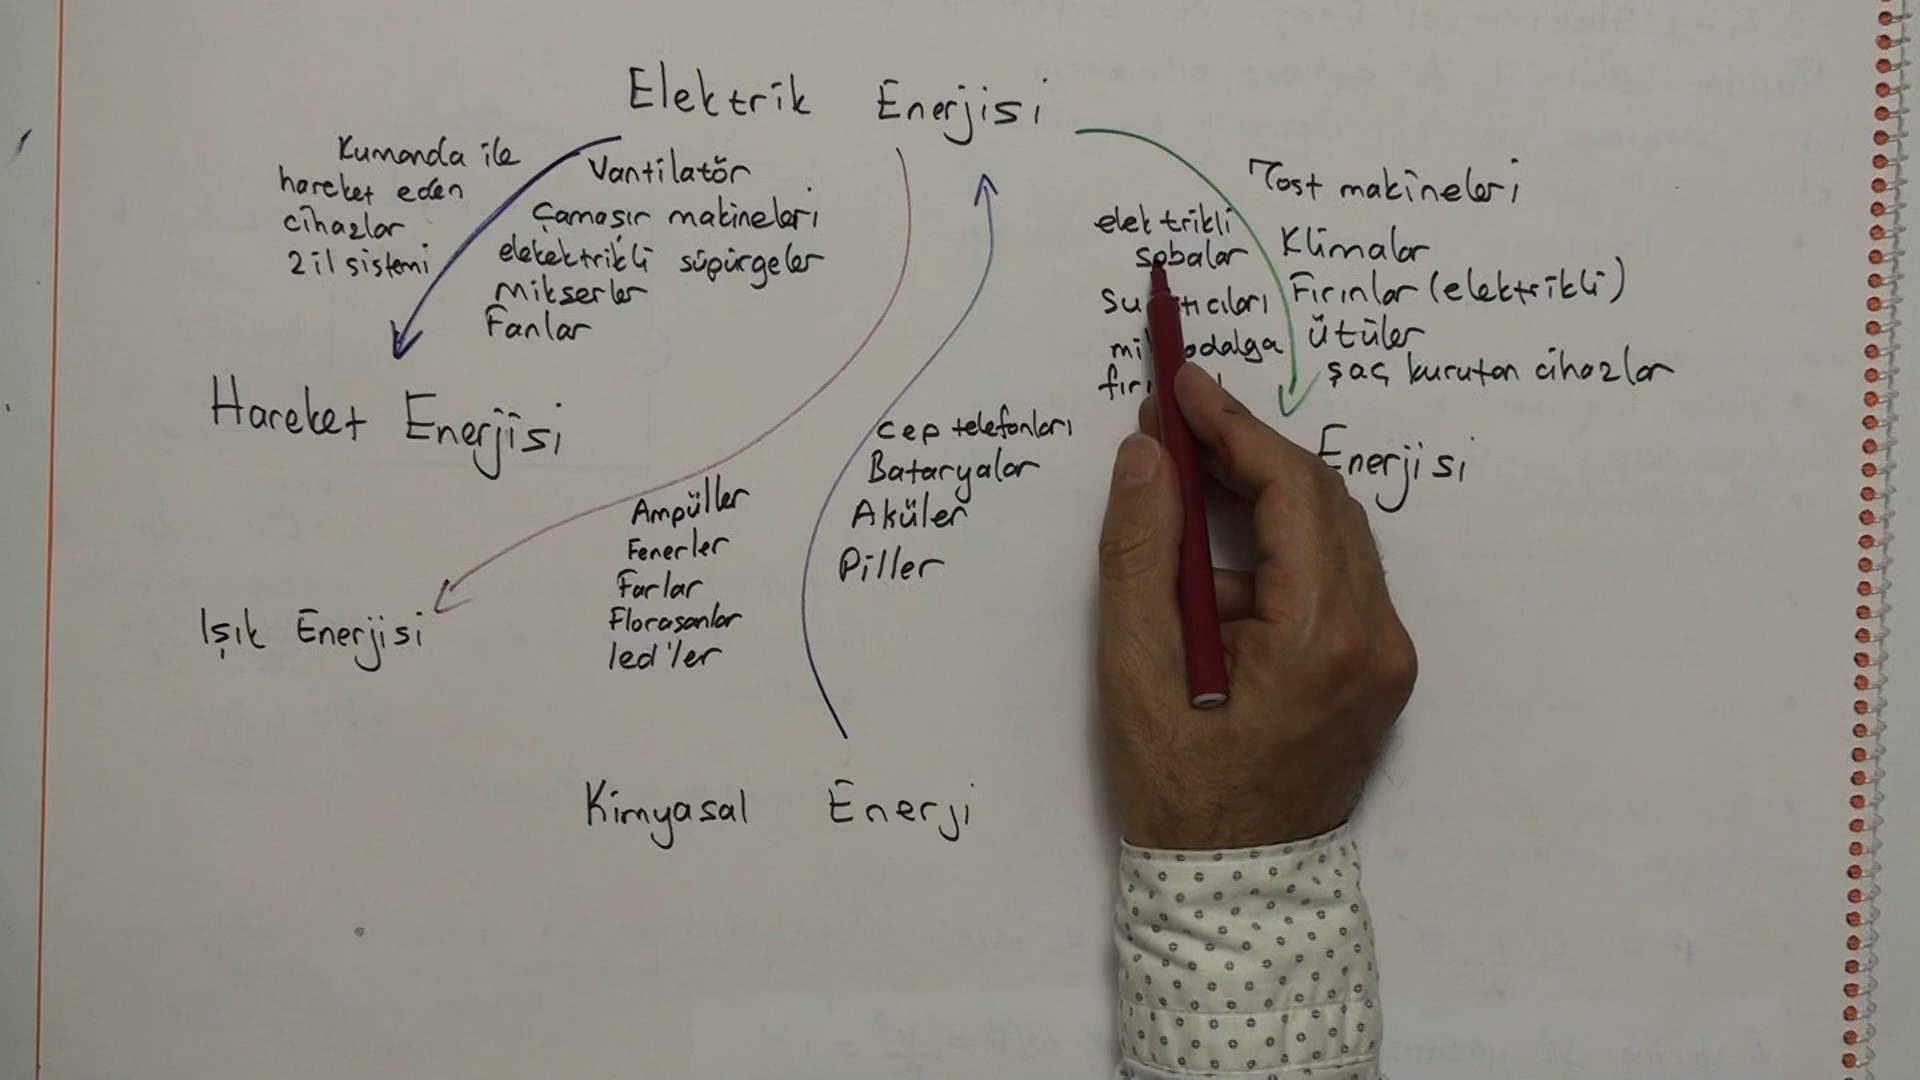 Elektrik Enerjisi
Kumanda ile
hareket eden
cihazlar
Zil sistemi
Vantilatör
Çamaşır makineleri
elekektrikli süpürgeler
Mikserler
Fanlar
Hareket Enerjisi
elektrikli
sobalar
Tost makineleri
Klimalar
Fırınlar (elektrikli)
Ütüler
şaç kurutan cihazlar
Enerjisi
Ampüller
Fenerler
Farlar
Florasanlar
led'ler
Işık Enerjisi
Cep telefonları
Bataryalar
Aküler
Piller
Kimyasal Enerji